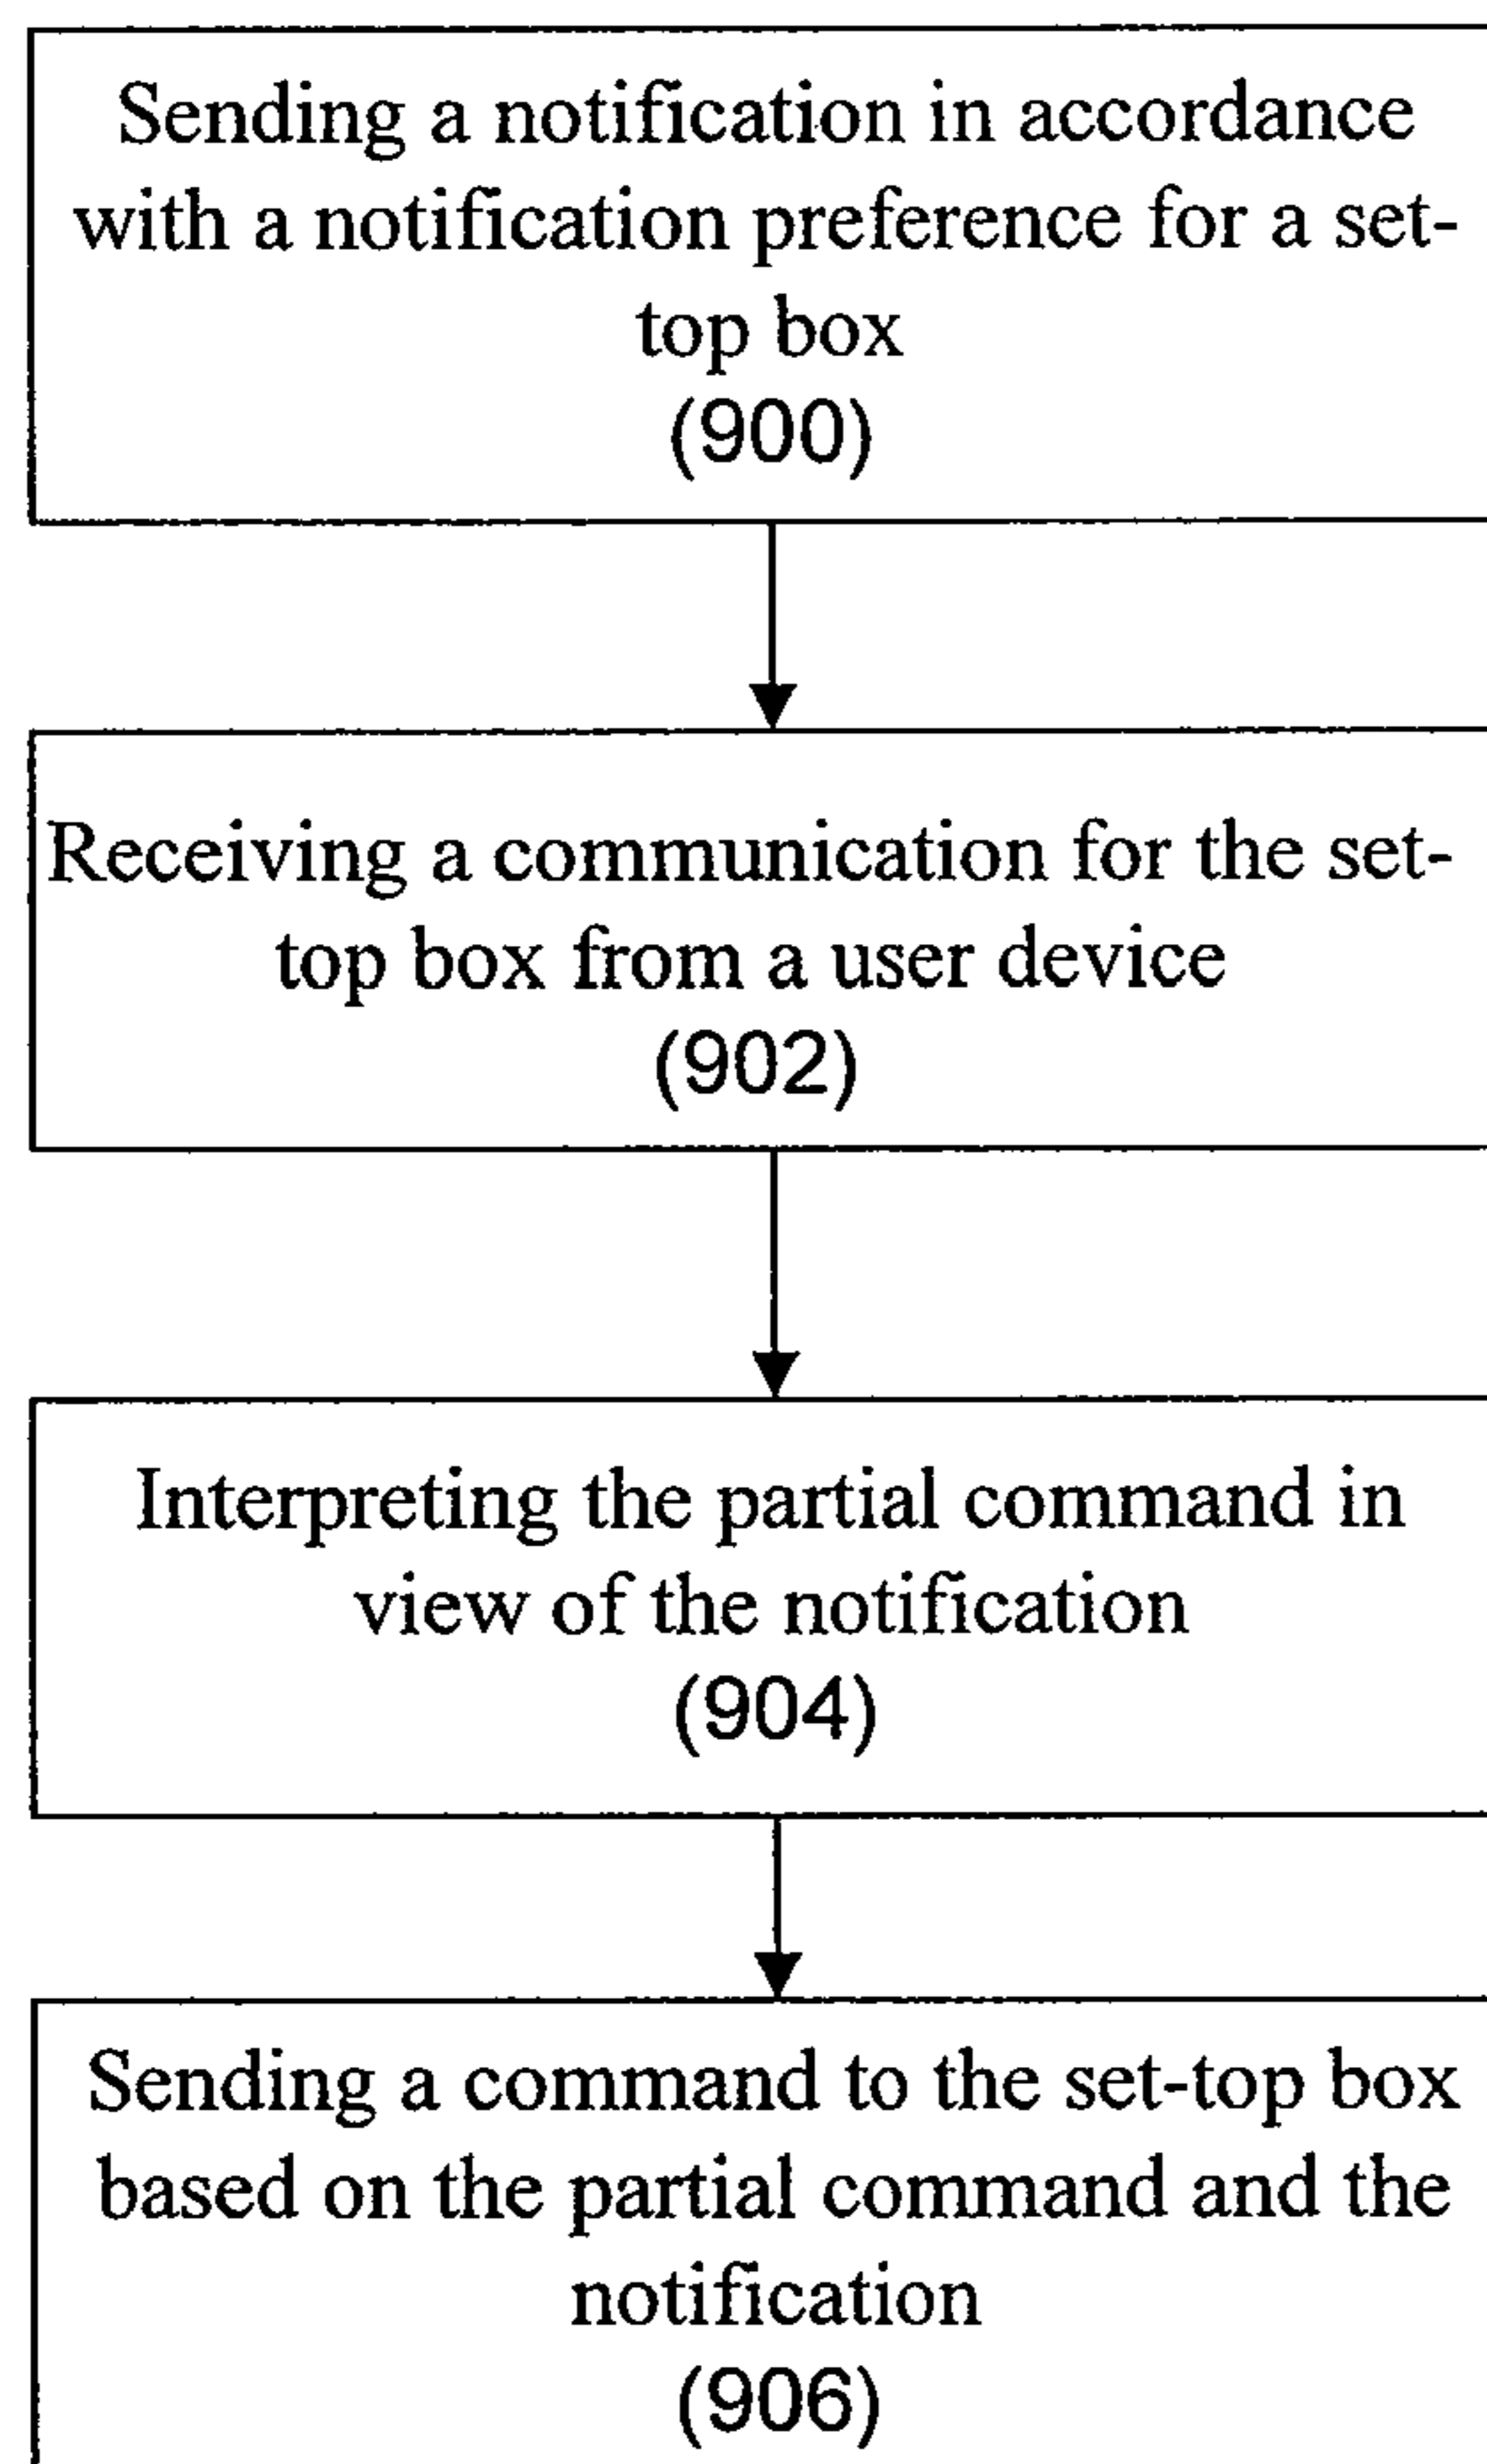 Sending a notification in accordance
with a notification preference for a set-
top box
(900)
Receiving a communication for the set-
top box from a user device
(902)
Interpreting the partial command in
view of the notification
(904)
Sending a command to the set-top box
based on the partial command and the
notification
(906)